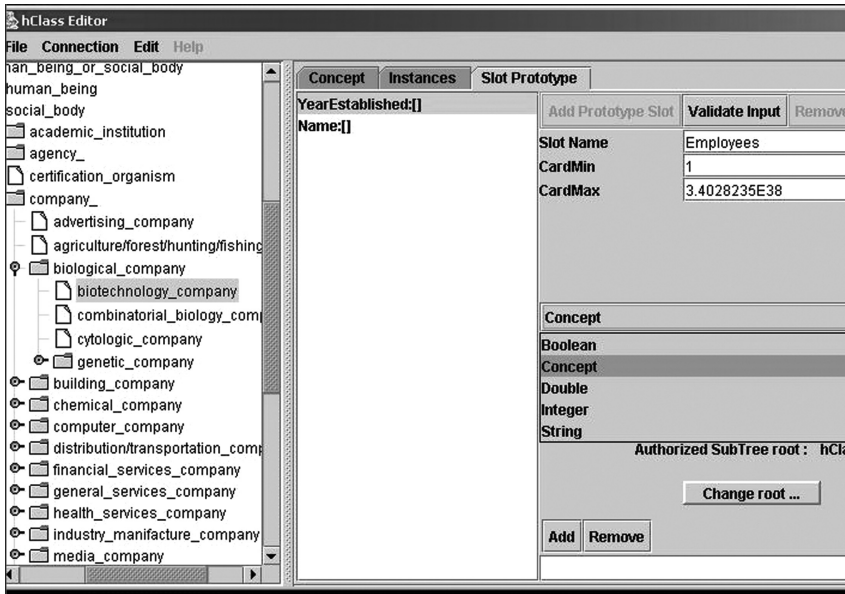 hClass Editor
File Connection Edit Help
nan_being_or_social_body
human_being
social_body
academic_institution
agency_
certification_organism
company_
advertising_company
agriculture/forest/hunting/fishing
biological_company
biotechnology_company
combinatorial_biology_com
cytologic_company
genetic_company
building_company
chemical_company
computer_company
distribution/transportation_com
financial_services_company
general_services_company
health_services_company
industry_manifacture_company
media_company
Concept Instances Slot Prototype
YearEstablished:[]
Name:[]
Add Prototype Slot Validate Input Remov
Slot Name Employees
CardMin 1
CardMax 3.4028235E38
Concept
Boolean
Concept
Double
Integer
String
Authorized SubTree root : hCla
Change root ...
Add Remove